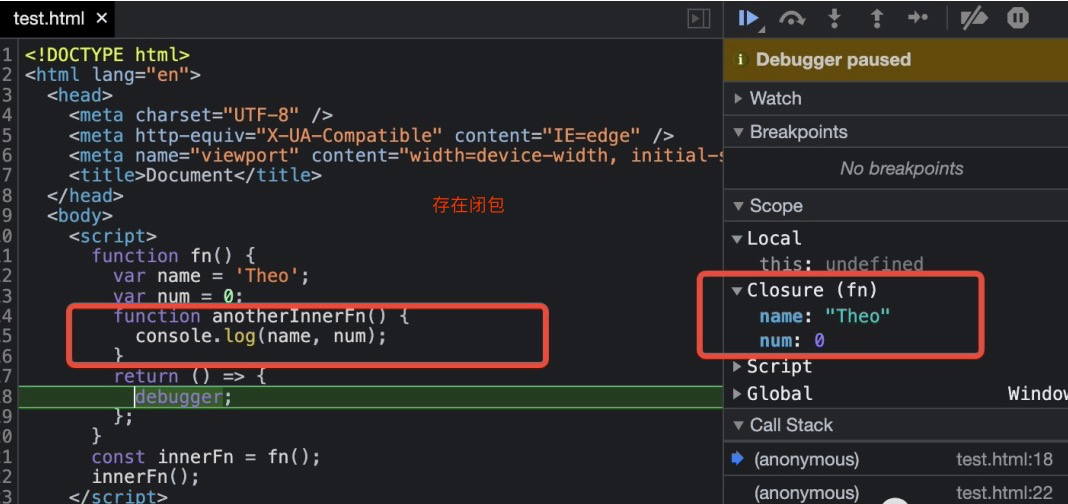 test.html ×
1 <!DOCTYPE html>
2 <html lang="en">
3 <head>
4 <meta charset="UTF-8" />
5 <meta http-equiv="X-UA-Compatible" content="IE=edge" />
6 <meta name="viewport" content="width=device-width, initial-s
7 <title>Document</title>
8 </head>
9 <body>
存在闭包
0 <script>
1 function fn() {
2 var name = 'Theo';
3 var num = 0;
4 function anotherInnerFn() {
5 console.log(name, num);
6 }
7 return () => {
8 debugger;
9 };
0 }
1 const innerFn = fn();
2 innerFn();
3 </script>
Debugger paused
Watch
Breakpoints
No breakpoints
Scope
Local
this: undefined
Closure (fn)
name: "Theo"
num: 0
Script
Global Window
Call Stack
(anonymous) test.html:18
(anonymous) test.html:22